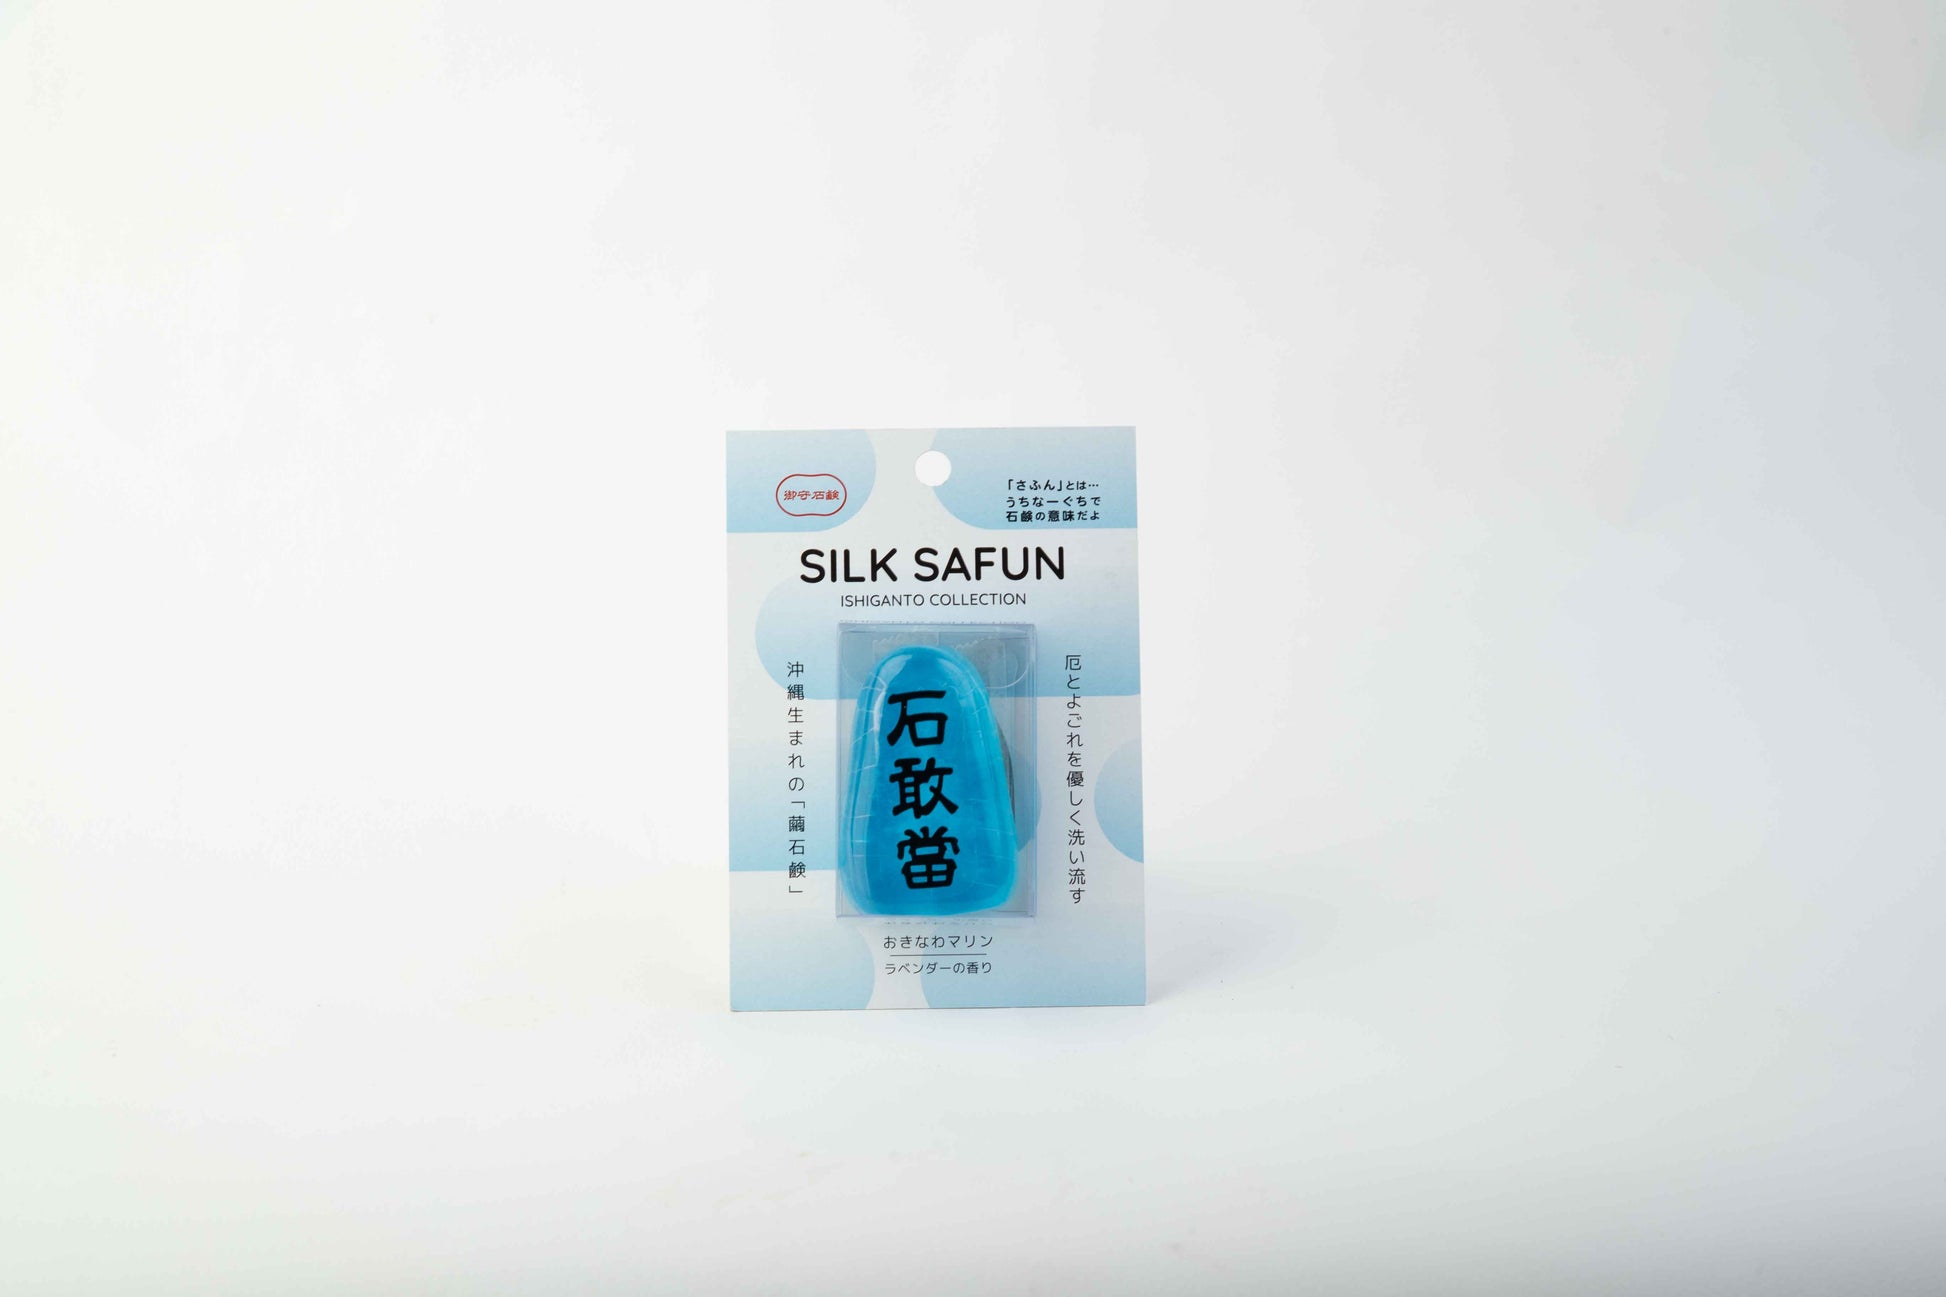 御守石鹸
「さふん」とは…
うちなーぐちで
石鹸の意味だよ
SILK SAFUN
ISHIGANTO COLLECTION
厄とよごれを優しく洗い流す
石敢當
沖縄生まれの「繭石鹸」
おきなわマリン
ラベンダーの香り